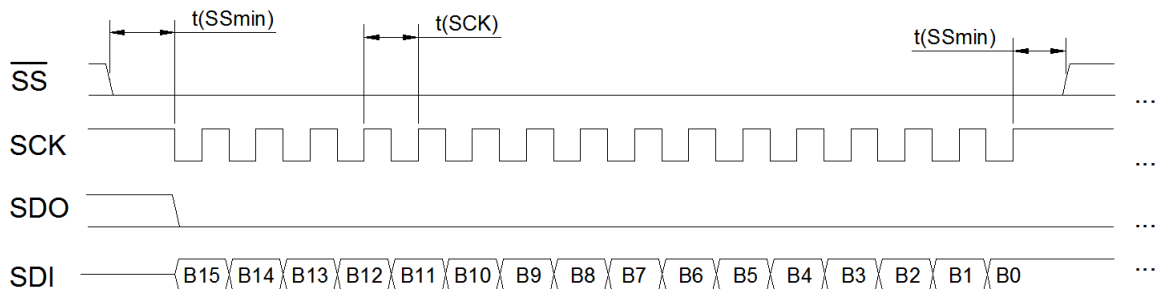 t(SSmin)
t(SCK)
t(SSmin)
SS
...
SCK
...
SDO
...
SDI
B15 B14 B13 B12 B11 B10 B9 B8 B7 B6 B5 B4 B3 B2 B1 B0
...